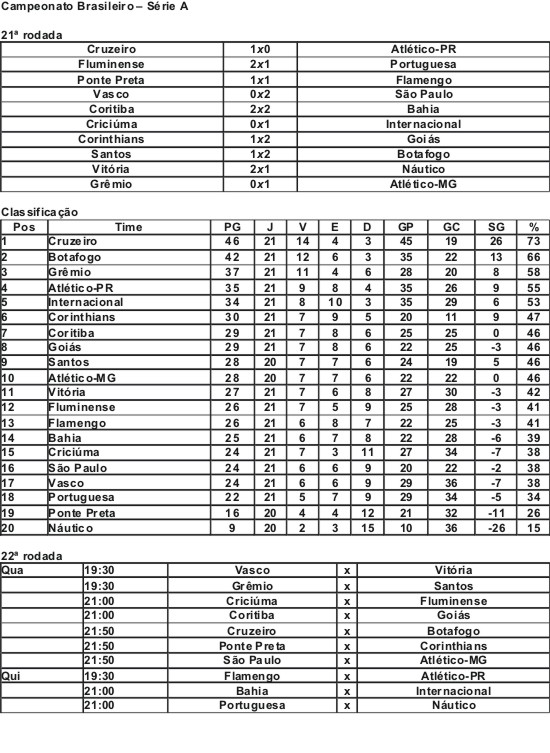 Campeonato Brasileiro – Série A
21ª rodada
Cruzeiro 1x0 Atlético-PR
Fluminense 2x1 Portuguesa
Ponte Preta 1x1 Flamengo
Vasco 0x2 São Paulo
Coritiba 2x2 Bahia
Criciúma 0x1 Internacional
Corinthians 1x2 Goiás
Santos 1x2 Botafogo
Vitória 2x1 Náutico
Grêmio 0x1 Atlético-MG
Classificação
Pos Time PG J V E D GP GC SG %
1 Cruzeiro 46 21 14 4 3 45 19 26 73
2 Botafogo 42 21 12 6 3 35 22 13 66
3 Grêmio 37 21 11 4 6 28 20 8 58
4 Atlético-PR 35 21 9 8 4 35 26 9 55
5 Internacional 34 21 8 10 3 35 29 6 53
6 Corinthians 30 21 7 9 5 20 11 9 47
7 Coritiba 29 21 7 8 6 25 25 0 46
8 Goiás 29 21 7 8 6 22 25 -3 46
9 Santos 28 20 7 7 6 24 19 5 46
10 Atlético-MG 28 20 7 7 6 22 22 0 46
11 Vitória 27 21 7 6 8 27 30 -3 42
12 Fluminense 26 21 7 5 9 25 28 -3 41
13 Flamengo 26 21 6 8 7 22 25 -3 41
14 Bahia 25 21 6 7 8 22 28 -6 39
15 Criciúma 24 21 7 3 11 27 34 -7 38
16 São Paulo 24 21 6 6 9 20 22 -2 38
17 Vasco 24 21 6 6 9 29 36 -7 38
18 Portuguesa 22 21 5 7 9 29 34 -5 34
19 Ponte Preta 16 20 4 4 12 21 32 -11 26
20 Náutico 9 20 2 3 15 10 36 -26 15
22ª rodada
Qua 19:30 Vasco x Vitória
19:30 Grêmio x Santos
21:00 Criciúma x Fluminense
21:00 Coritiba x Goiás
21:50 Cruzeiro x Botafogo
21:50 Ponte Preta x Corinthians
21:50 São Paulo x Atlético-MG
Qui 19:30 Flamengo x Atlético-PR
21:00 Bahia x Internacional
21:00 Portuguesa x Náutico